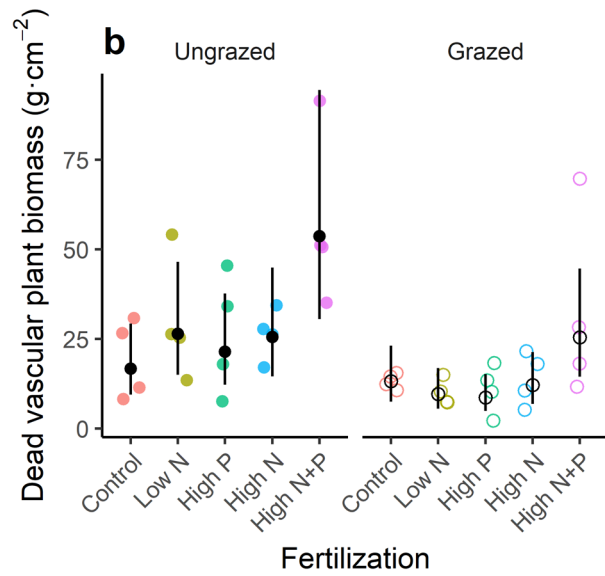 b
Ungrazed Grazed
Dead vascular plant biomass (g·cm⁻²)
75
50
25
0
Control Low N High P High N High N+P Control Low N High P High N High N+P
Fertilization